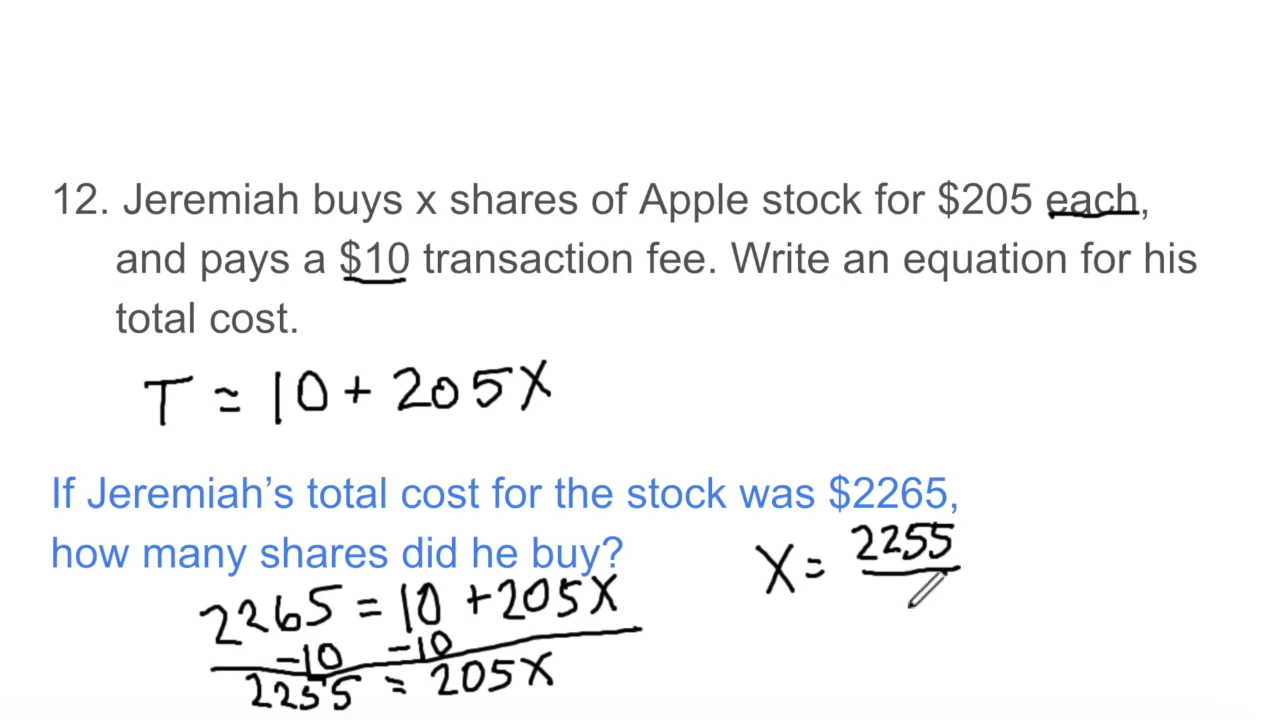 12. Jeremiah buys x shares of Apple stock for $205 each,
and pays a $10 transaction fee. Write an equation for his
total cost.
T = 10 + 205X
If Jeremiah's total cost for the stock was $2265,
how many shares did he buy?
2265 = 10 + 205X
-10 -10
2255 = 205X
X = 2255